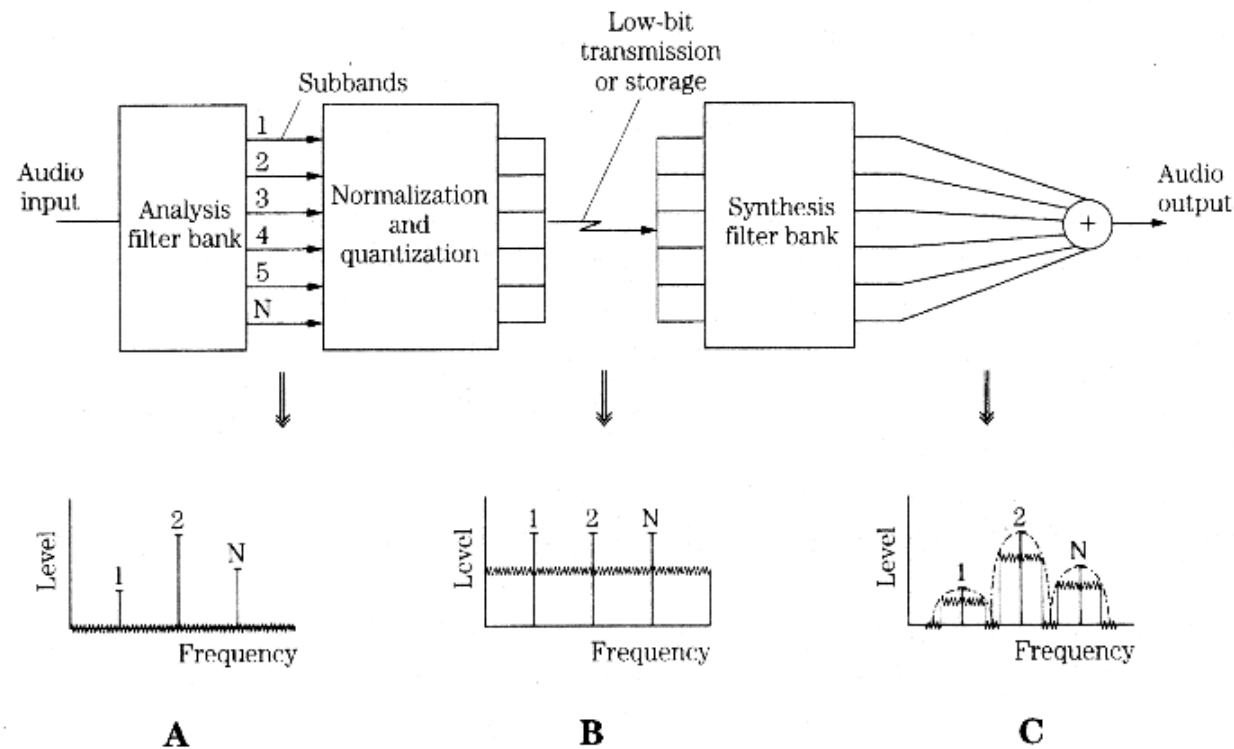 Low-bit
transmission
or storage
Subbands
Audio
input
Analysis
filter bank
1
2
3
4
5
N
Normalization
and
quantization
Synthesis
filter bank
+
Audio
output
Level
1
2
N
Frequency
A
Level
1
2
N
Frequency
B
Level
1
2
N
Frequency
C